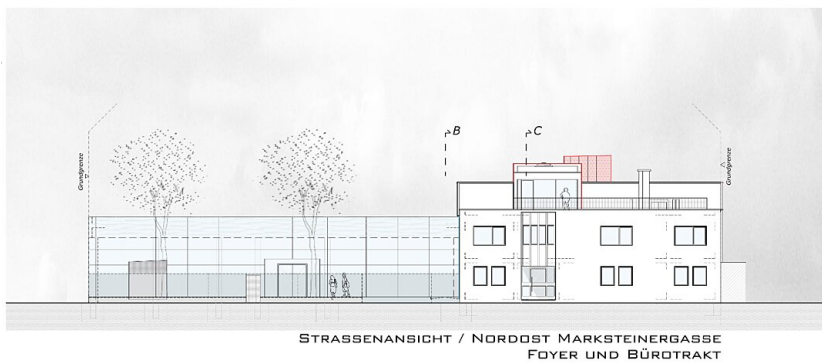 B
C
Grundgrenze
Grundgrenze
STRASSENANSICHT / NORDOST MARKSTEINERGASSE
FOYER UND BÜROTRAKT